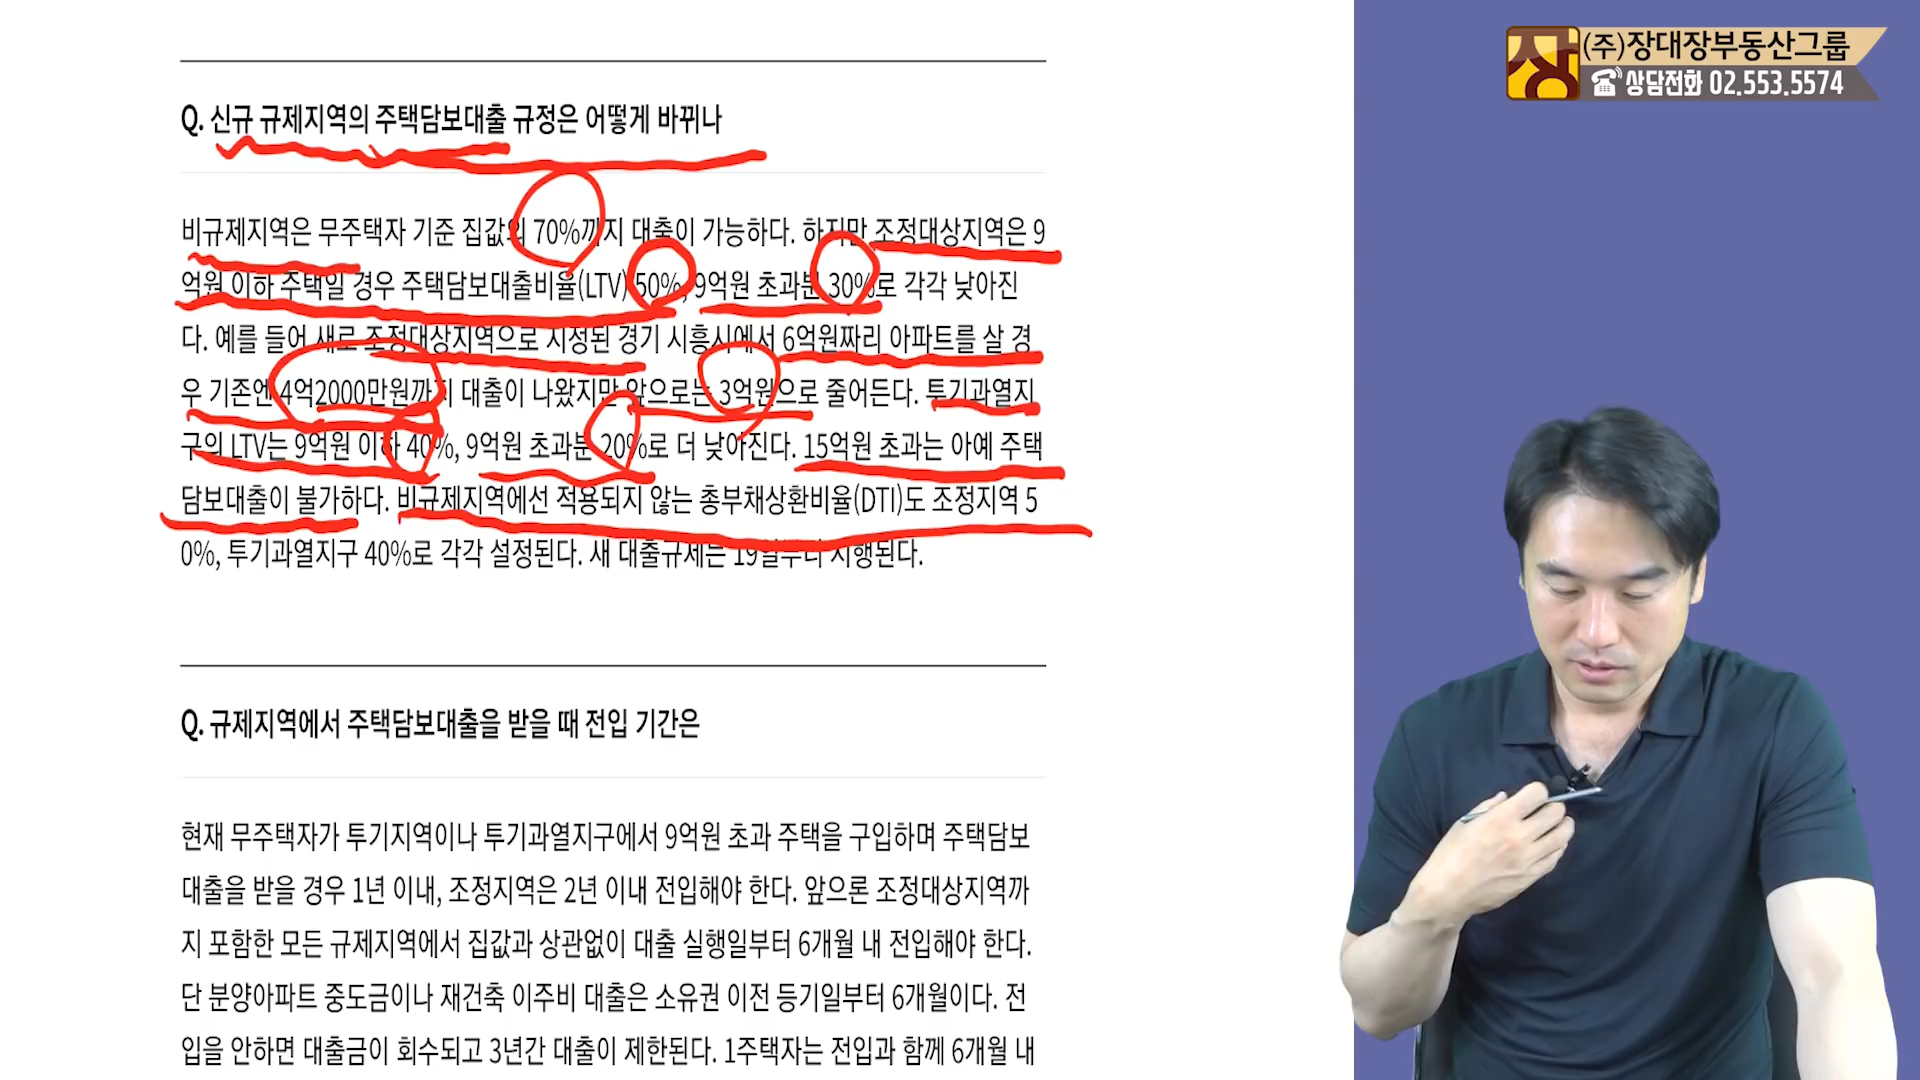 장
(주)장대장부동산그룹
상담전화 02.553.5574
Q. 신규 규제지역의 주택담보대출 규정은 어떻게 바뀌나
비규제지역은 무주택자 기준 집값의 70%까지 대출이 가능하다. 하지만 조정대상지역은 9
억원 이하 주택일 경우 주택담보대출비율(LTV) 50%, 9억원 초과분 30%로 각각 낮아진
다. 예를 들어 새로 조정대상지역으로 지정된 경기 시흥시에서 6억원짜리 아파트를 살 경
우 기존엔 4억2000만원까지 대출이 나왔지만 앞으로는 3억원으로 줄어든다. 투기과열지
구의 LTV는 9억원 이하 40%, 9억원 초과분 20%로 더 낮아진다. 15억원 초과는 아예 주택
담보대출이 불가하다. 비규제지역에선 적용되지 않는 총부채상환비율(DTI)도 조정지역 5
0%, 투기과열지구 40%로 각각 설정된다. 새 대출규제는 19일부터 시행된다.
Q. 규제지역에서 주택담보대출을 받을 때 전입 기간은
현재 무주택자가 투기지역이나 투기과열지구에서 9억원 초과 주택을 구입하며 주택담보
대출을 받을 경우 1년 이내, 조정지역은 2년 이내 전입해야 한다. 앞으론 조정대상지역까
지 포함한 모든 규제지역에서 집값과 상관없이 대출 실행일부터 6개월 내 전입해야 한다.
단 분양아파트 중도금이나 재건축 이주비 대출은 소유권 이전 등기일부터 6개월이다. 전
입을 안하면 대출금이 회수되고 3년간 대출이 제한된다. 1주택자는 전입과 함께 6개월 내